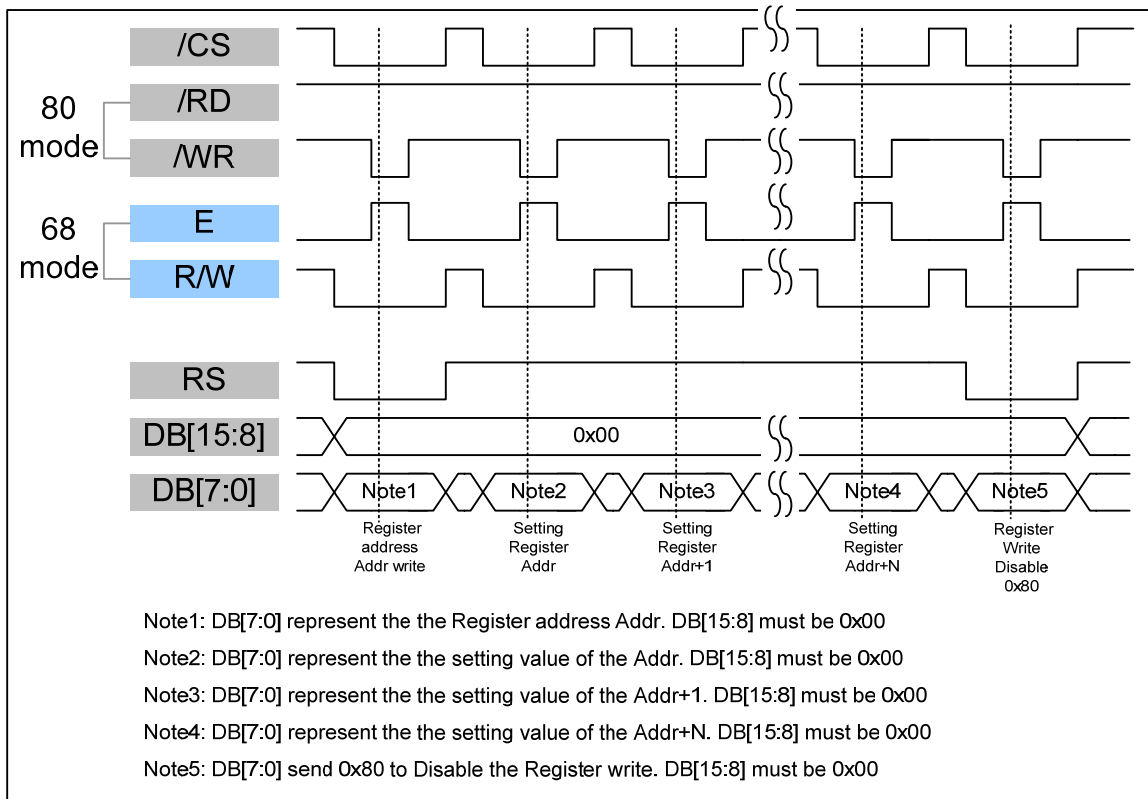 /CS
80
mode
/RD
/WR
68
mode
E
R/W
RS
DB[15:8]
0x00
DB[7:0]
Note1
Note2
Note3
Note4
Note5
Register
address
Addr write
Setting
Register
Addr
Setting
Register
Addr+1
Setting
Register
Addr+N
Register
Write
Disable
0x80
Note1: DB[7:0] represent the the Register address Addr. DB[15:8] must be 0x00
Note2: DB[7:0] represent the the setting value of the Addr. DB[15:8] must be 0x00
Note3: DB[7:0] represent the the setting value of the Addr+1. DB[15:8] must be 0x00
Note4: DB[7:0] represent the the setting value of the Addr+N. DB[15:8] must be 0x00
Note5: DB[7:0] send 0x80 to Disable the Register write. DB[15:8] must be 0x00